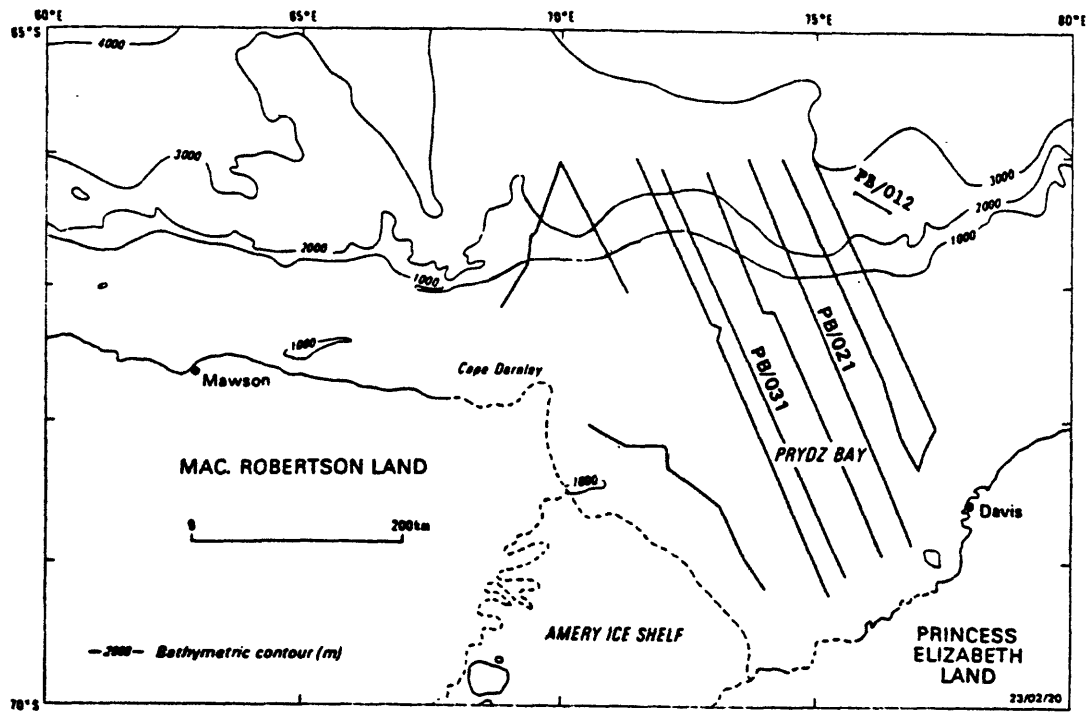 60°E 65°E 70°E 75°E 80°E
65°S
4000
3000
PB/012
3000
2000
1000
2000
1000
1000
PB/021
PB/031
Cape Darnley
Mawson
MAC. ROBERTSON LAND
PRYDZ BAY
1000
0 200km
Davis
AMERY ICE SHELF
PRINCESS
ELIZABETH
LAND
—2000— Bathymetric contour (m)
70°S
23/02/20